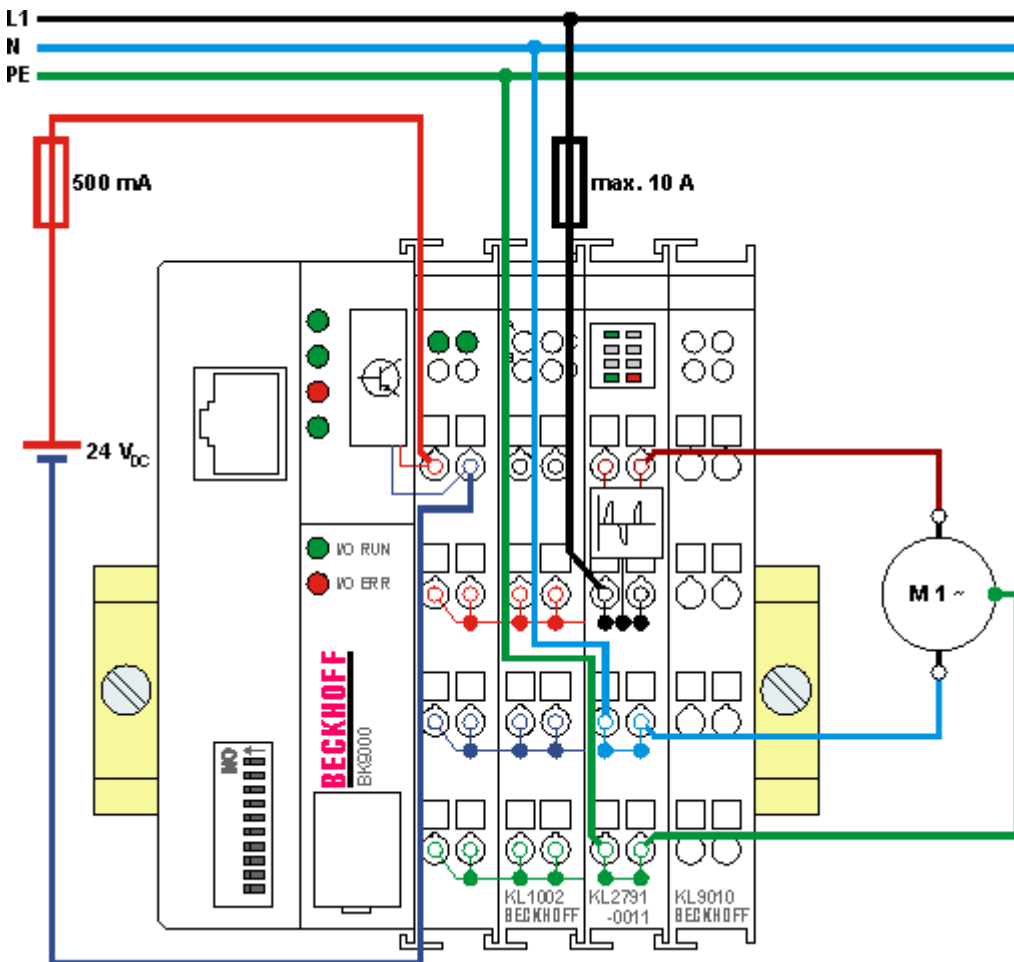 L1
N
PE
500 mA
max. 10 A
24 VDC
I/O RUN
I/O ERR
M 1 ~
BECKHOFF
BK9000
NO
KL1002
BECKHOFF
KL2791
-0011
KL9010
BECKHOFF